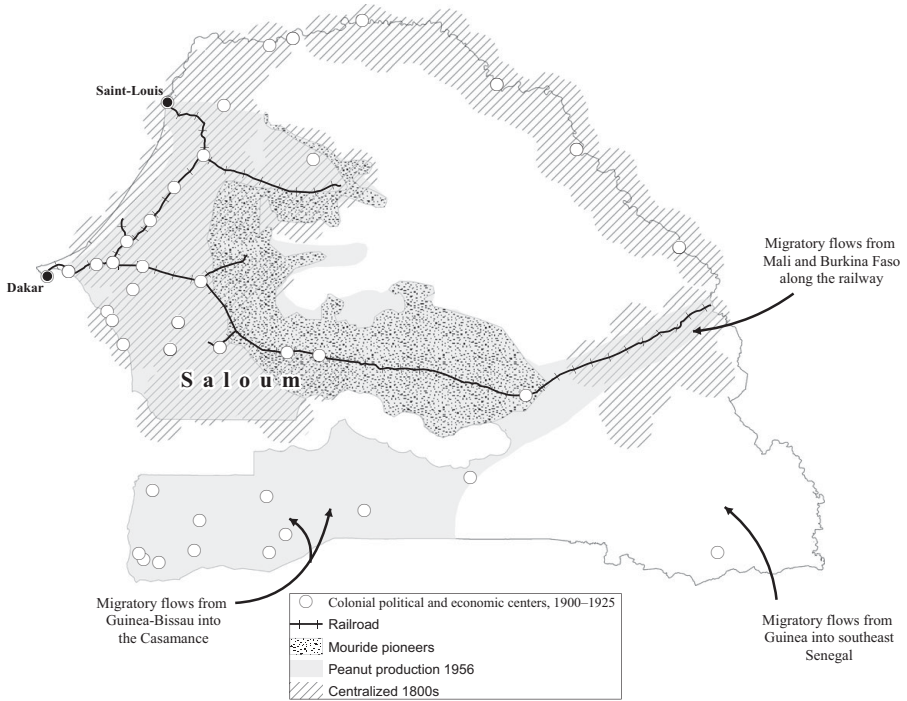 Saint-Louis
Dakar
Saloum
Migratory flows from
Mali and Burkina Faso
along the railway
Migratory flows from
Guinea-Bissau into
the Casamance
Migratory flows from
Guinea into southeast
Senegal
Colonial political and economic centers, 1900–1925
Railroad
Mouride pioneers
Peanut production 1956
Centralized 1800s